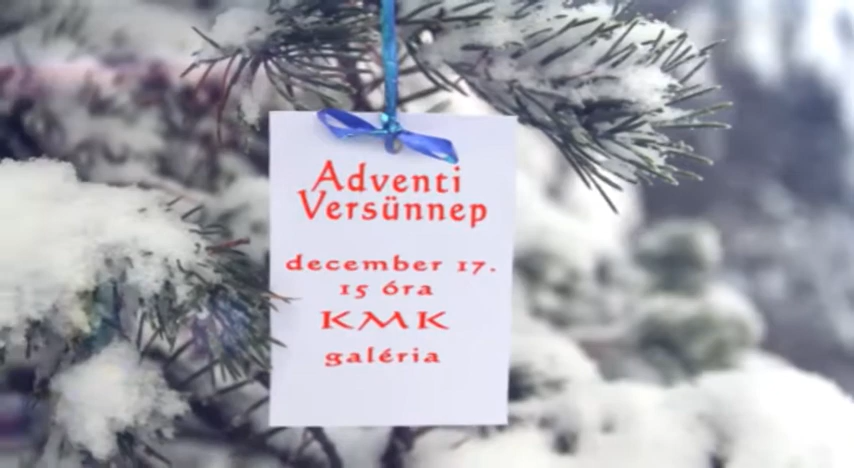 Adventi
Versünnep
december 17.
15 óra
KMK
galéria